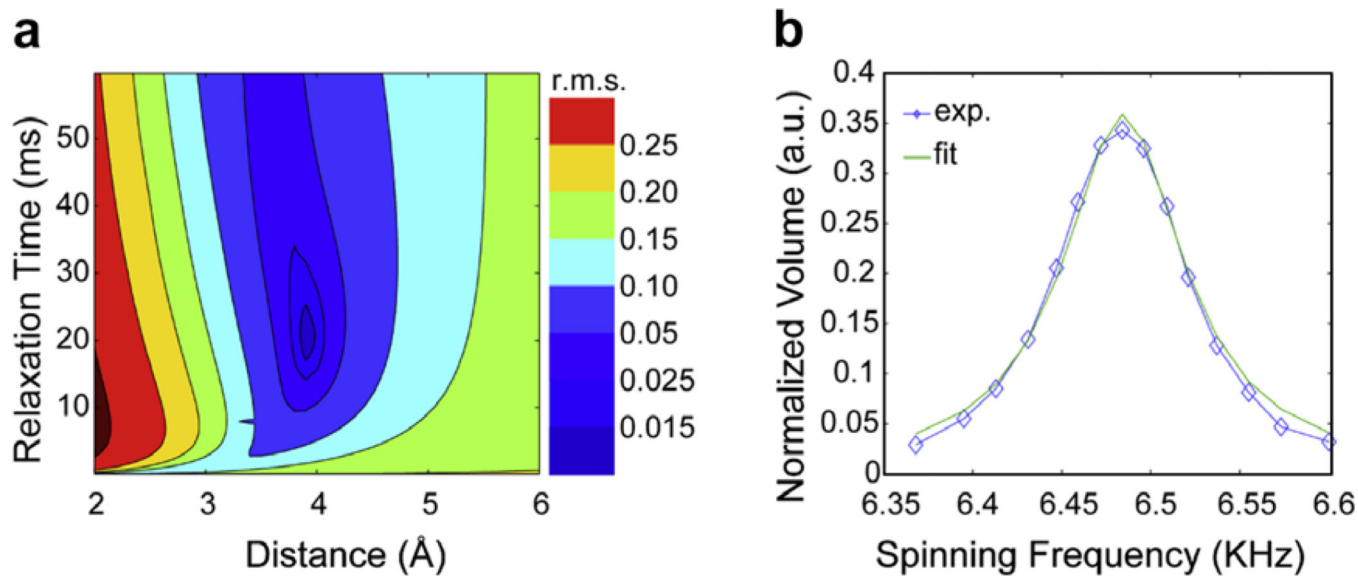 a
r.m.s.
0.25
0.20
0.15
0.10
0.05
0.025
0.015
Relaxation Time (ms)
50
40
30
20
10
2 3 4 5 6
Distance (Å)
b
exp.
fit
Normalized Volume (a.u.)
0.4
0.35
0.3
0.25
0.2
0.15
0.1
0.05
0
6.35 6.4 6.45 6.5 6.55 6.6
Spinning Frequency (KHz)